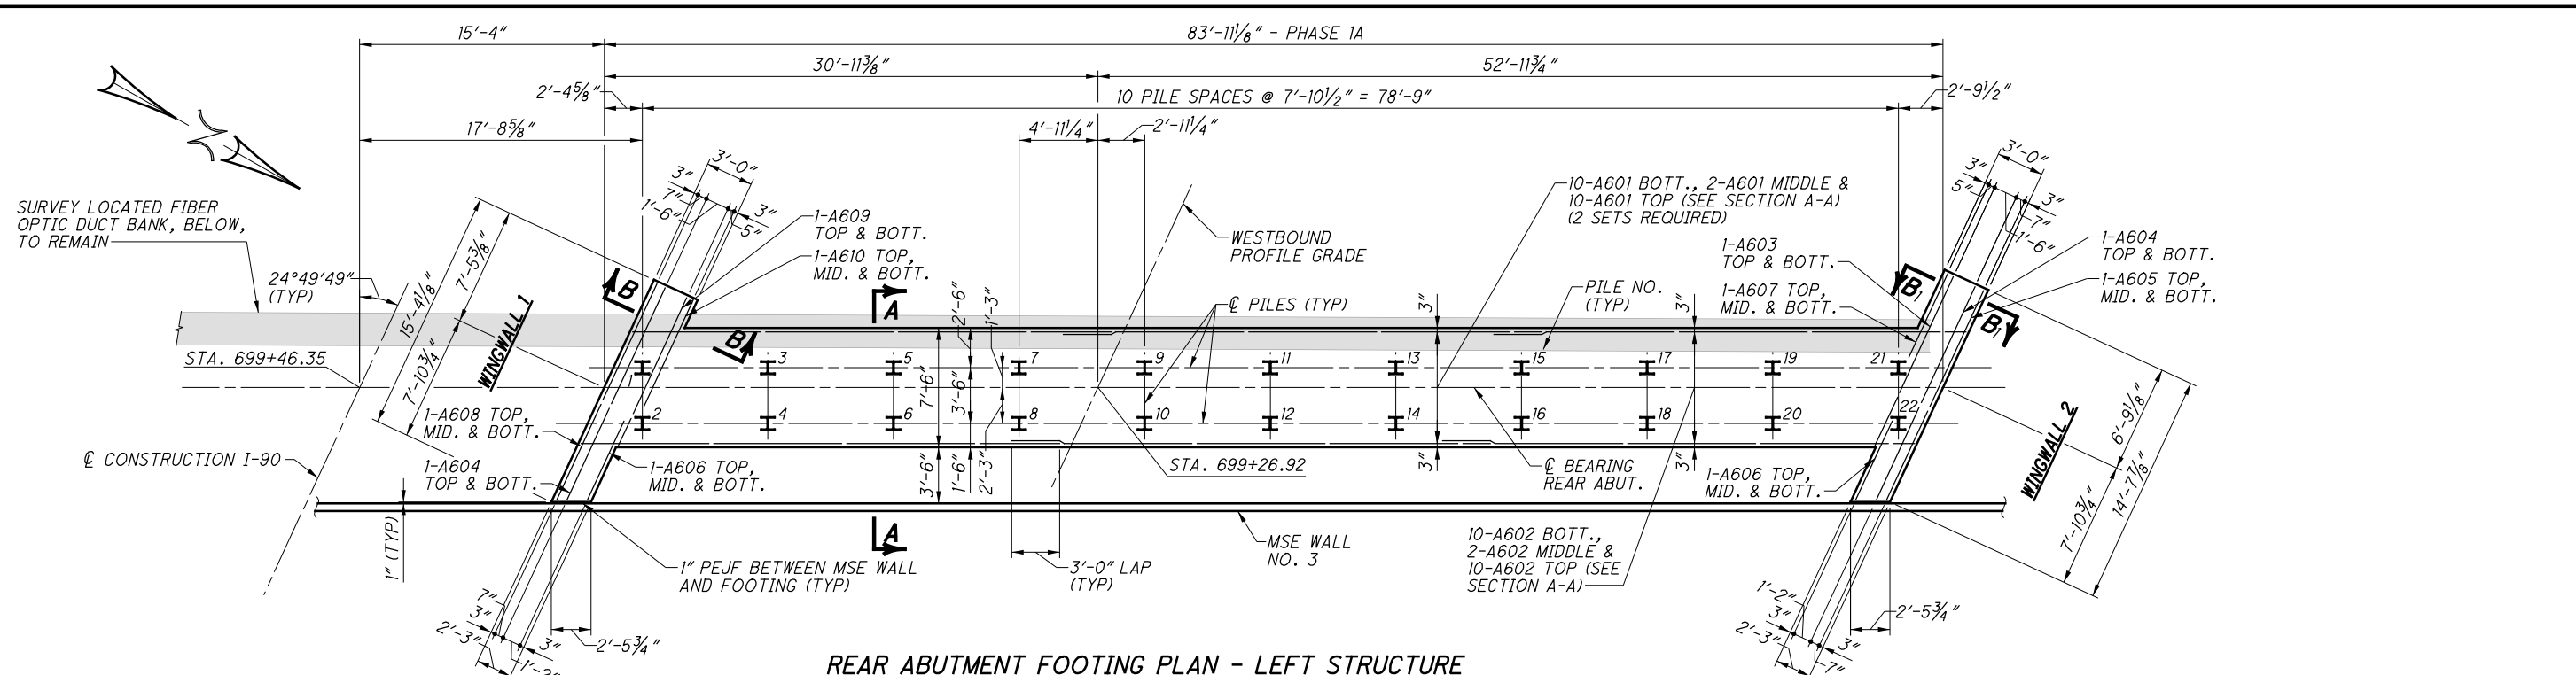 15'-4"
83'-11⅛" - PHASE 1A
30'-11⅜"
52'-11¾"
2'-4⅝"
10 PILE SPACES @ 7'-10½" = 78'-9"
2'-9½"
17'-8⅝"
4'-11¼"
2'-11¼"
N
3'-0"
3"
7"
1'-6"
3"
5"
3'-0"
3"
5"
3"
7"
1'-6"
SURVEY LOCATED FIBER
OPTIC DUCT BANK, BELOW,
TO REMAIN
24°49'49"
(TYP)
15'-4⅛"
7'-5⅜"
7'-10¾"
WINGWALL 1
1-A609
TOP & BOTT.
1-A610 TOP,
MID. & BOTT.
WESTBOUND
PROFILE GRADE
10-A601 BOTT., 2-A601 MIDDLE &
10-A601 TOP (SEE SECTION A-A)
(2 SETS REQUIRED)
1-A603
TOP & BOTT.
1-A607 TOP,
MID. & BOTT.
1-A604
TOP & BOTT.
1-A605 TOP,
MID. & BOTT.
B
B
A
B1
B1
2'-6"
1'-3"
℄ PILES (TYP)
3"
PILE NO.
(TYP)
3"
STA. 699+46.35
1
3
5
7
9
11
13
15
17
19
21
7'-6"
3'-6"
2
4
6
8
10
12
14
16
18
20
22
1-A608 TOP,
MID. & BOTT.
℄ CONSTRUCTION I-90
1-A604
TOP & BOTT.
1-A606 TOP,
MID. & BOTT.
3'-6"
1'-6"
2'-3"
STA. 699+26.92
3"
℄ BEARING
REAR ABUT.
3"
1-A606 TOP,
MID. & BOTT.
WINGWALL 2
6'-9⅛"
7'-10¾"
14'-7⅞"
1" (TYP)
A
1" PEJF BETWEEN MSE WALL
AND FOOTING (TYP)
3'-0" LAP
(TYP)
MSE WALL
NO. 3
10-A602 BOTT.,
2-A602 MIDDLE &
10-A602 TOP (SEE
SECTION A-A)
7"
3"
2'-3"
3"
2'-5¾"
1'-2"
3"
2'-3"
3"
7"
2'-5¾"
REAR ABUTMENT FOOTING PLAN - LEFT STRUCTURE